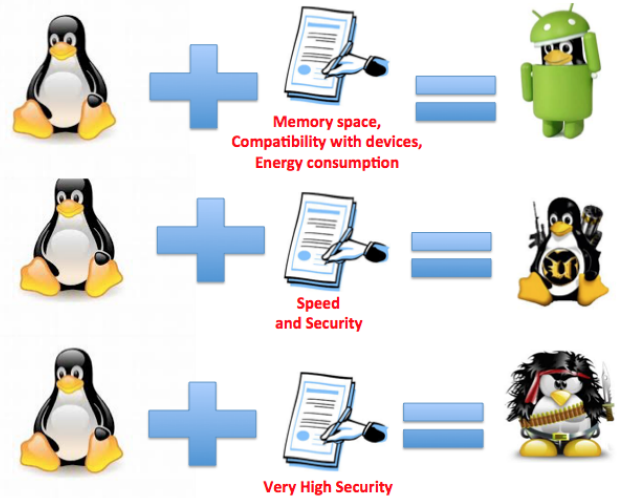 Memory space,
Compatibility with devices,
Energy consumption
Speed
and Security
Very High Security